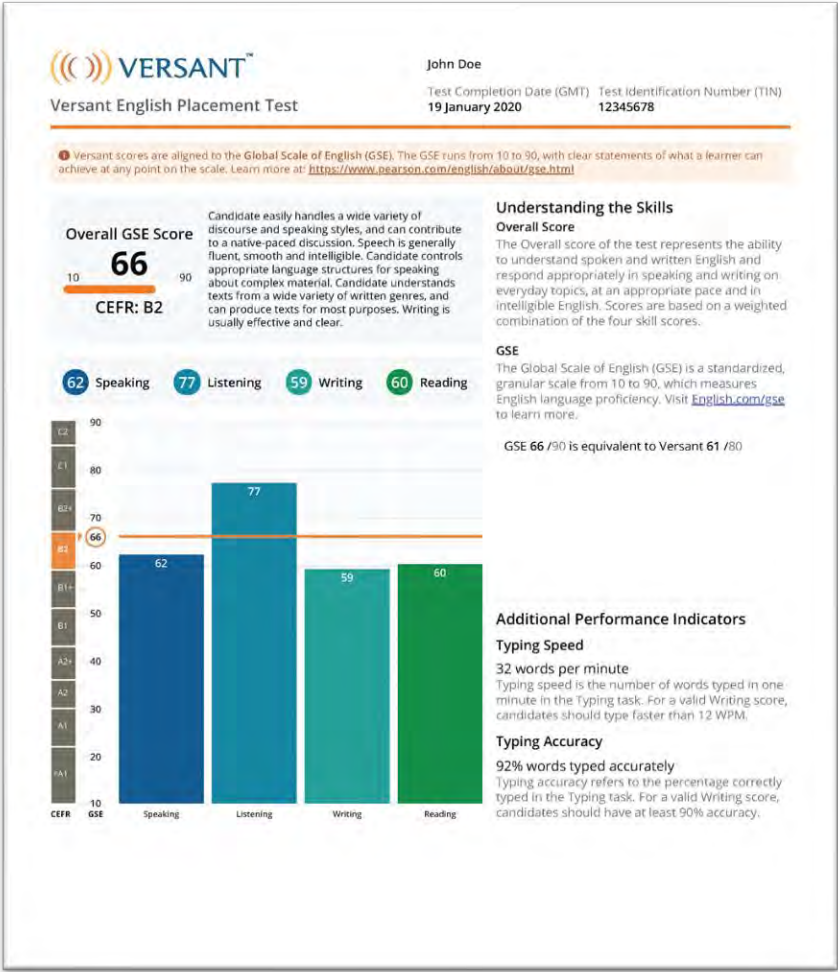 VERSANT™
Versant English Placement Test
John Doe
Test Completion Date (GMT) Test Identification Number (TIN)
19 January 2020 12345678
Versant scores are aligned to the Global Scale of English (GSE). The GSE runs from 10 to 90, with clear statements of what a learner can
achieve at any point on the scale. Learn more at: https://www.pearson.com/english/about/gse.html
Overall GSE Score
66
10 90
CEFR: B2
Candidate easily handles a wide variety of
discourse and speaking styles, and can contribute
to a native-paced discussion. Speech is generally
fluent, smooth and intelligible. Candidate controls
appropriate language structures for speaking
about complex material. Candidate understands
texts from a wide variety of written genres, and
can produce texts for most purposes. Writing is
usually effective and clear.
62 Speaking 77 Listening 59 Writing 60 Reading
C2
C1
B2+
B2
B1+
B1
A2+
A2
A1
<A1
CEFR
90
80
70
66
60
50
40
30
20
10
GSE
62
77
59
60
Speaking Listening Writing Reading
Understanding the Skills
Overall Score
The Overall score of the test represents the ability
to understand spoken and written English and
respond appropriately in speaking and writing on
everyday topics, at an appropriate pace and in
intelligible English. Scores are based on a weighted
combination of the four skill scores.
GSE
The Global Scale of English (GSE) is a standardized,
granular scale from 10 to 90, which measures
English language proficiency. Visit English.com/gse
to learn more.
GSE 66 /90 is equivalent to Versant 61 /80
Additional Performance Indicators
Typing Speed
32 words per minute
Typing speed is the number of words typed in one
minute in the Typing task. For a valid Writing score,
candidates should type faster than 12 WPM.
Typing Accuracy
92% words typed accurately
Typing accuracy refers to the percentage correctly
typed in the Typing task. For a valid Writing score,
candidates should have at least 90% accuracy.